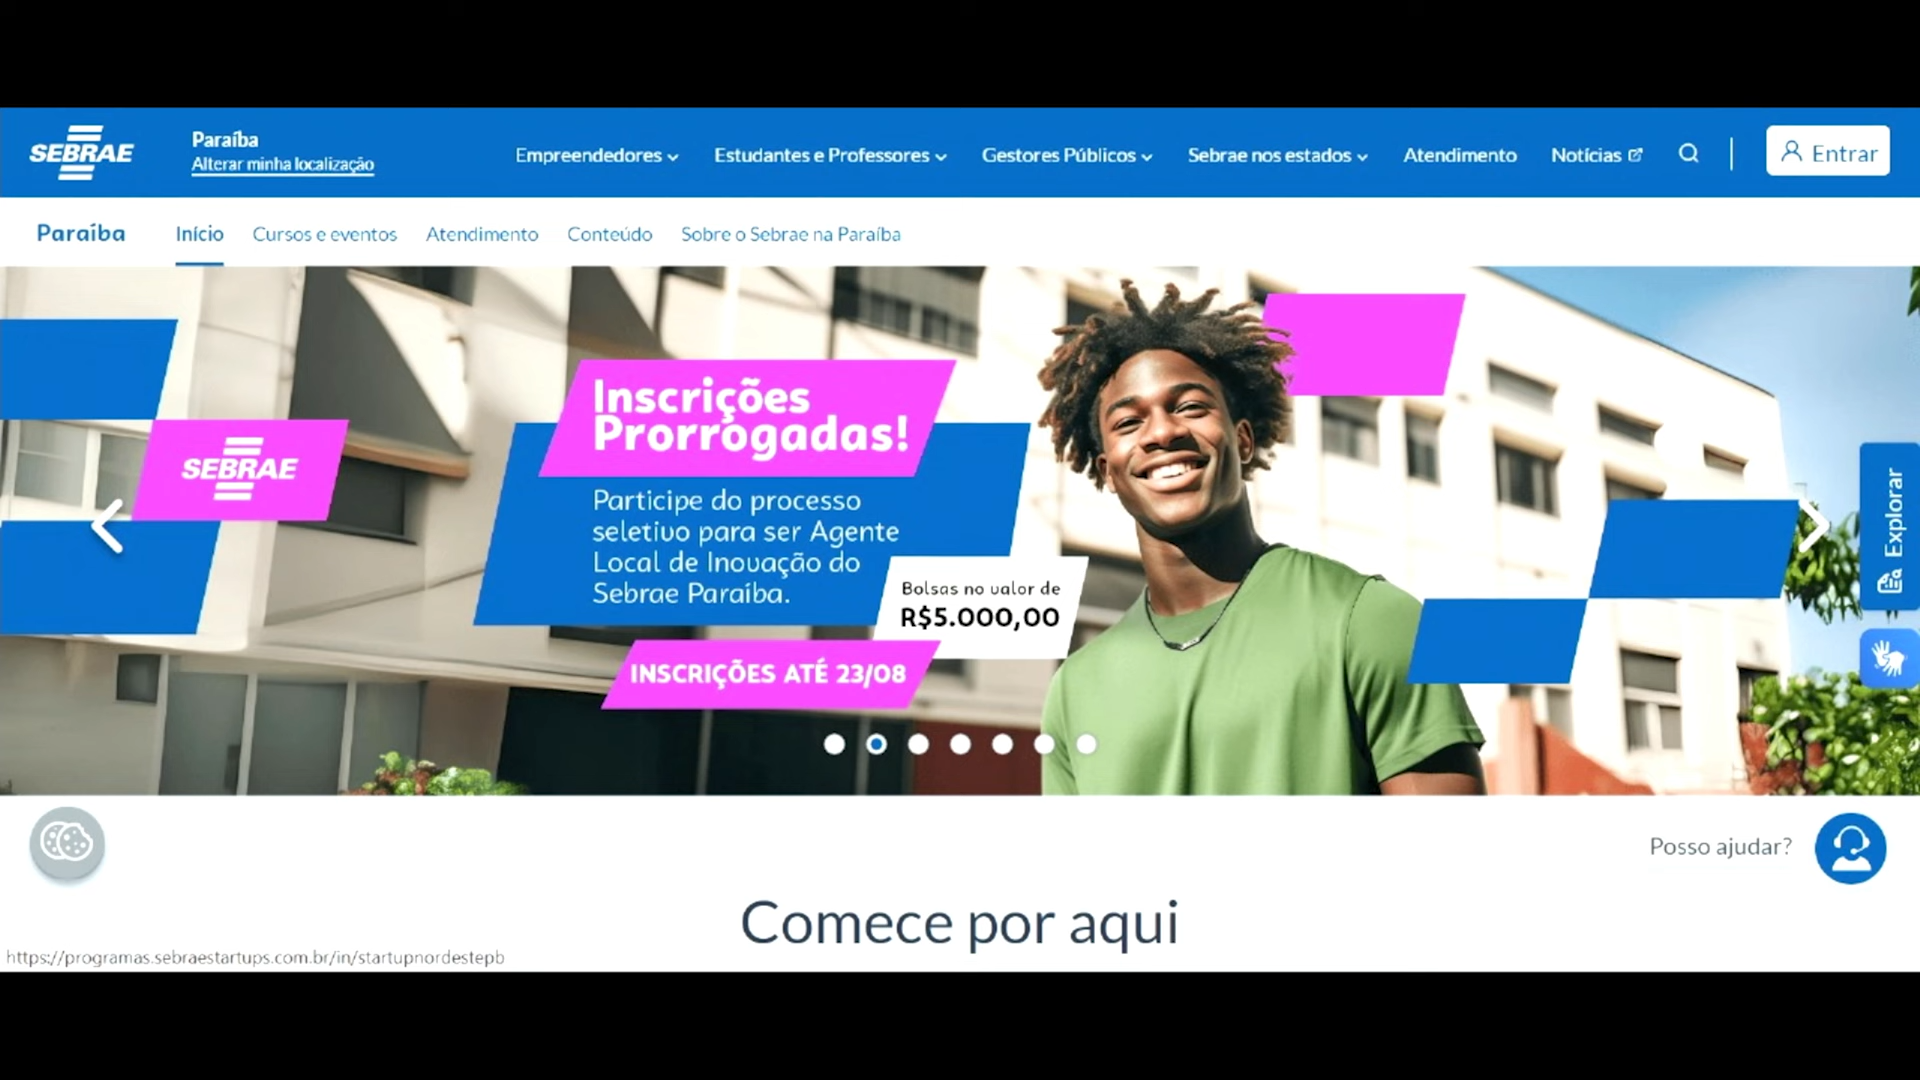 SEBRAE
Paraíba
Alterar minha localização
Empreendedores
Estudantes e Professores
Gestores Públicos
Sebrae nos estados
Atendimento
Notícias
Entrar
Paraíba
Início
Cursos e eventos
Atendimento
Conteúdo
Sobre o Sebrae na Paraíba
SEBRAE
Inscrições
Prorrogadas!
Participe do processo
seletivo para ser Agente
Local de Inovação do
Sebrae Paraíba.
Bolsas no valor de
R$5.000,00
INSCRIÇÕES ATÉ 23/08
Explorar
Posso ajudar?
Comece por aqui
https://programas.sebraestartups.com.br/in/startupnordestepb